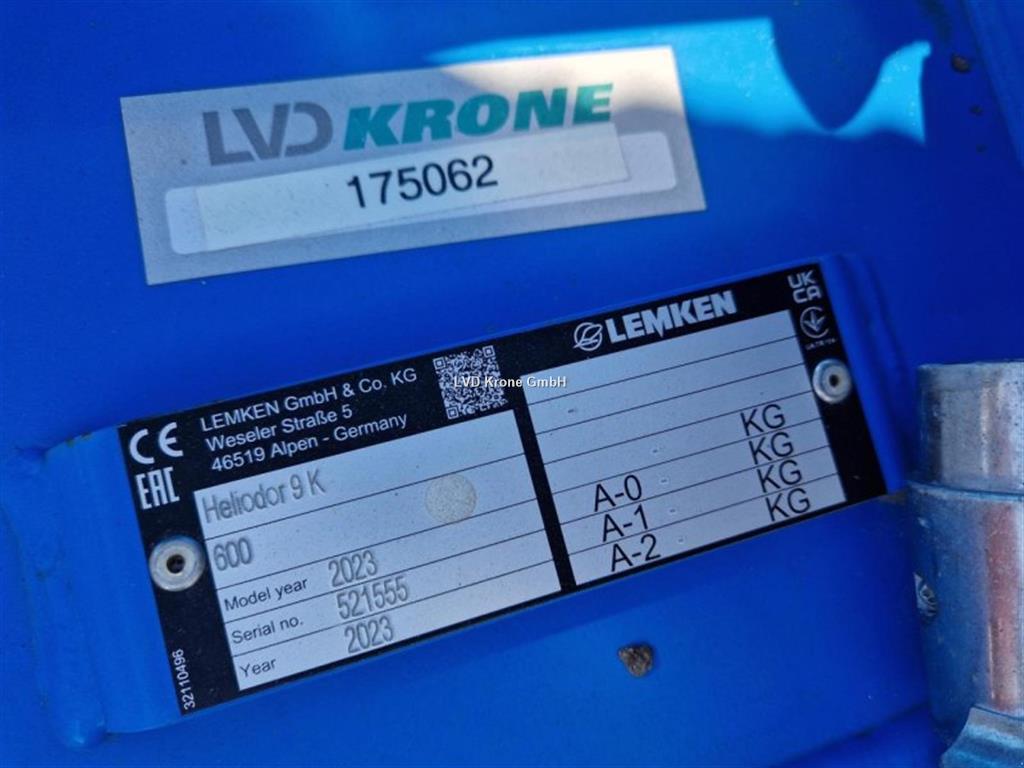 LVD KRONE
175062
LEMKEN
UK
CA
CE
EAC
LEMKEN GmbH & Co. KG
Weseler Straße 5
46519 Alpen - Germany
LVD Krone GmbH
Heliodor 9 K
600
Model year 2023
Serial no. 521555
Year 2023
KG
A-0 KG
A-1 KG
A-2 KG
32110496